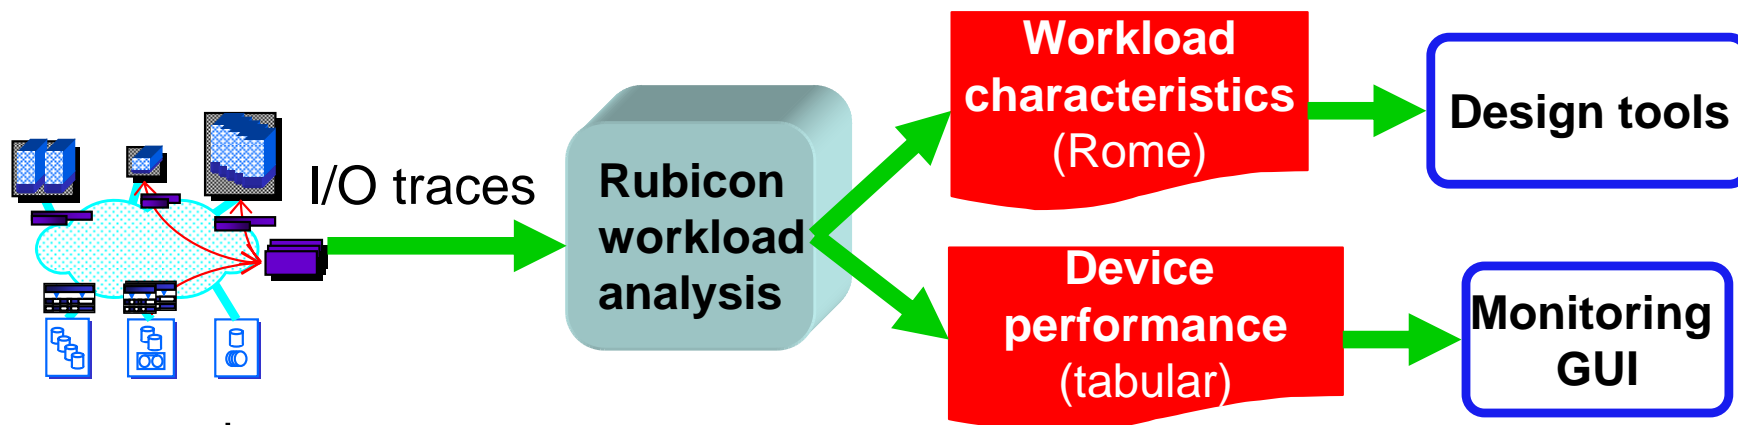 I/O traces
Rubicon
workload
analysis
Workload
characteristics
(Rome)
Design tools
Device
performance
(tabular)
Monitoring
GUI